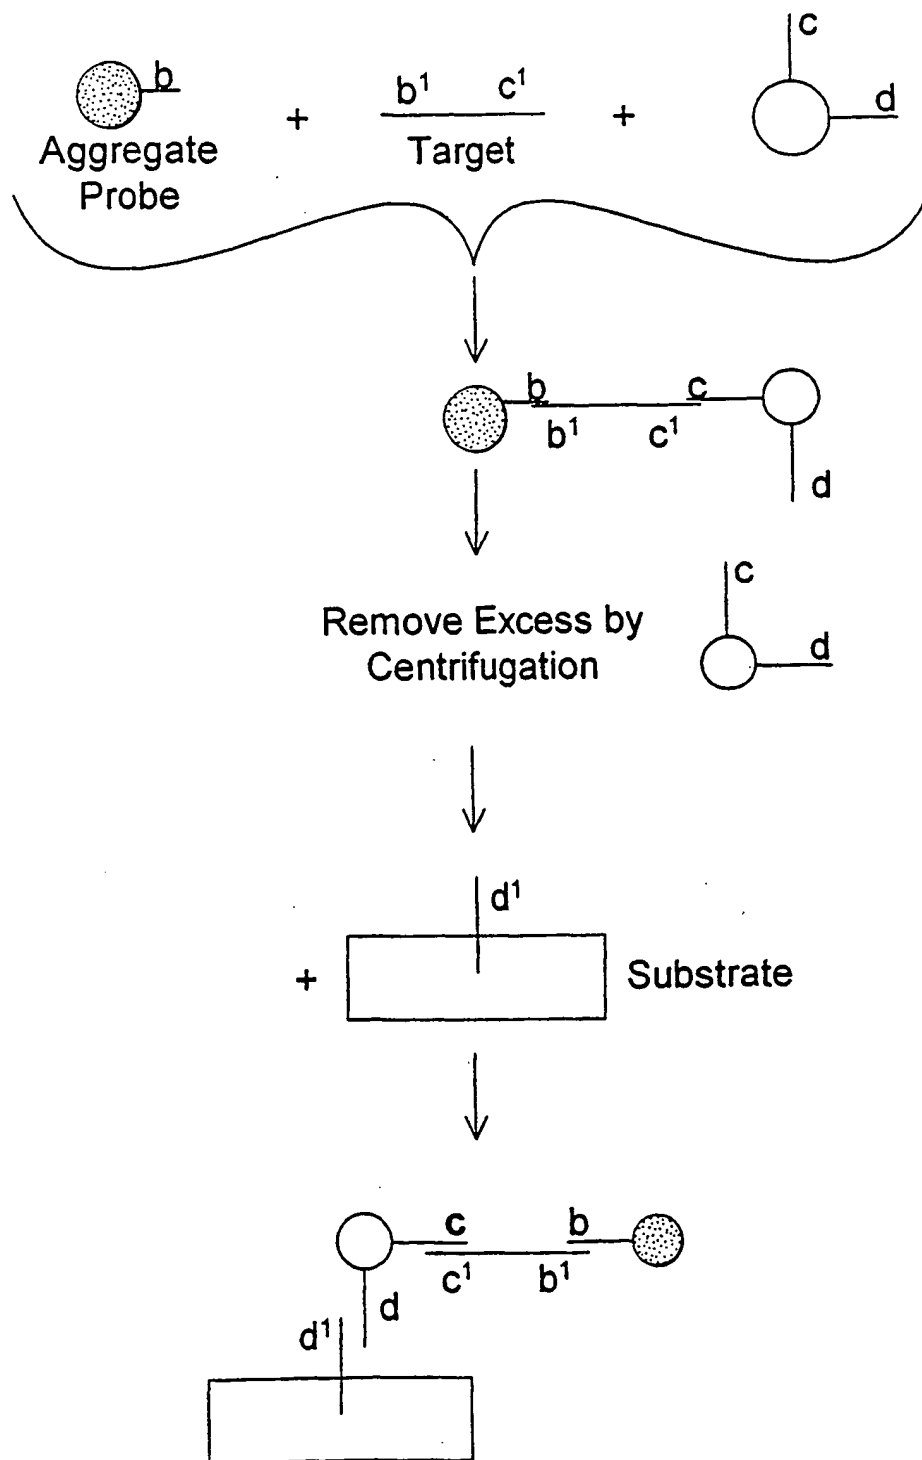 c
b
+
b¹ c¹
+
d
Aggregate
Probe
Target
b
c
b¹ c¹
d
c
Remove Excess by
Centrifugation
d
d¹
+
Substrate
c
b
c¹ b¹
d
d¹